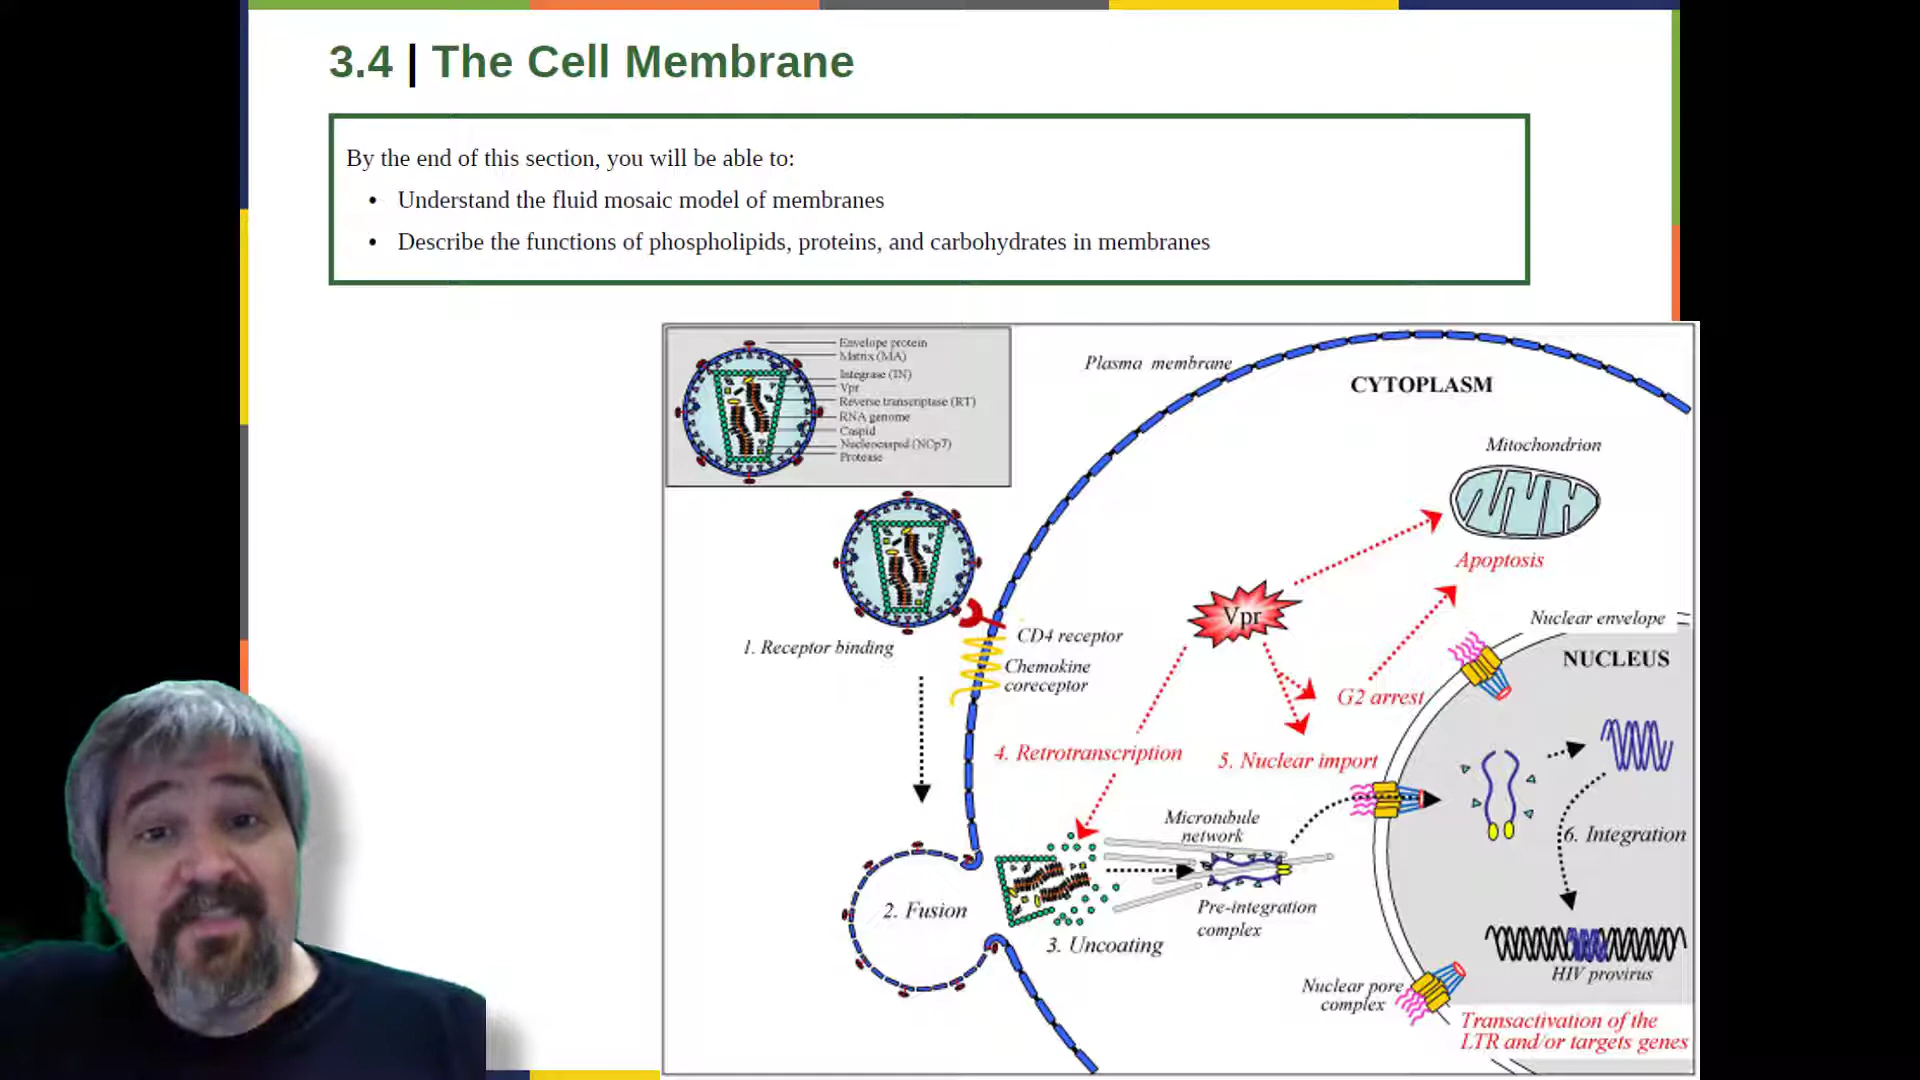 3.4 | The Cell Membrane
By the end of this section, you will be able to:
• Understand the fluid mosaic model of membranes
• Describe the functions of phospholipids, proteins, and carbohydrates in membranes
Envelope protein
Matrix (MA)
Integrase (IN)
Vpr
Reverse transcriptase (RT)
RNA genome
Caspid
Nucleocaspid (NCp7)
Protease
Plasma membrane
CYTOPLASM
Mitochondrion
Apoptosis
Vpr
Nuclear envelope
NUCLEUS
CD4 receptor
1. Receptor binding
Chemokine
coreceptor
G2 arrest
4. Retrotranscription
5. Nuclear import
Microtubule
network
6. Integration
2. Fusion
Pre-integration
complex
3. Uncoating
HIV provirus
Nuclear pore
complex
Transactivation of the
LTR and/or targets genes